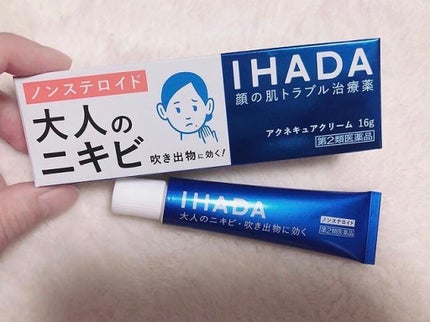 ノンステロイド
大人の
ニキビ
吹き出物に効く!
IHADA
顔の肌トラブル治療薬
アクネキュアクリーム 16g
第2類医薬品
IHADA
大人のニキビ・吹き出物に効く
ノンステロイド
第2類医薬品